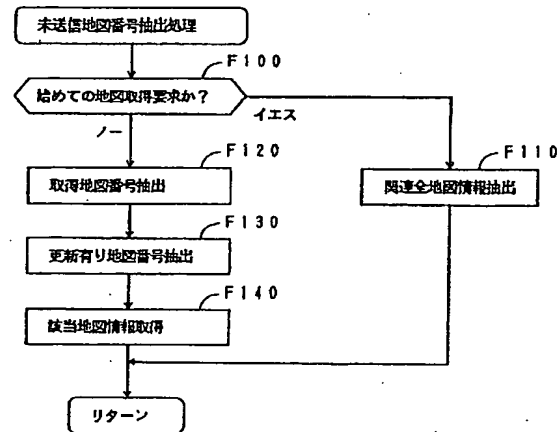 未送信地図番号抽出処理
F100
始めての地図取得要求か?
イエス
ノー
F110
F120
関連全地図情報抽出
取得地図番号抽出
F130
更新有り地図番号抽出
F140
該当地図情報取得
リターン